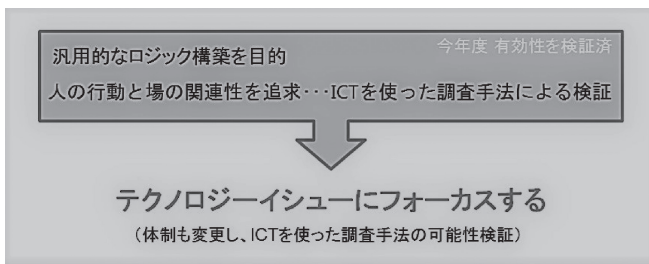 汎用的なロジック構築を目的
今年度 有効性を検証済
人の行動と場の関連性を追求･･･ICTを使った調査手法による検証
テクノロジーイシューにフォーカスする
（体制も変更し、ICTを使った調査手法の可能性検証）